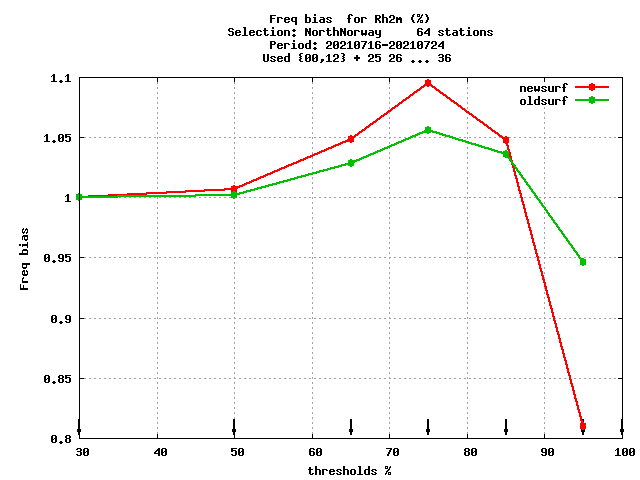 Freq bias  for Rh2m (%)
Selection: NorthNorway     64 stations
Period: 20210716-20210724
Used {00,12} + 25 26 ... 36
newsurf
oldsurf
1.1
1.05
1
0.95
0.9
0.85
0.8
Freq bias
30 40 50 60 70 80 90 100
thresholds %